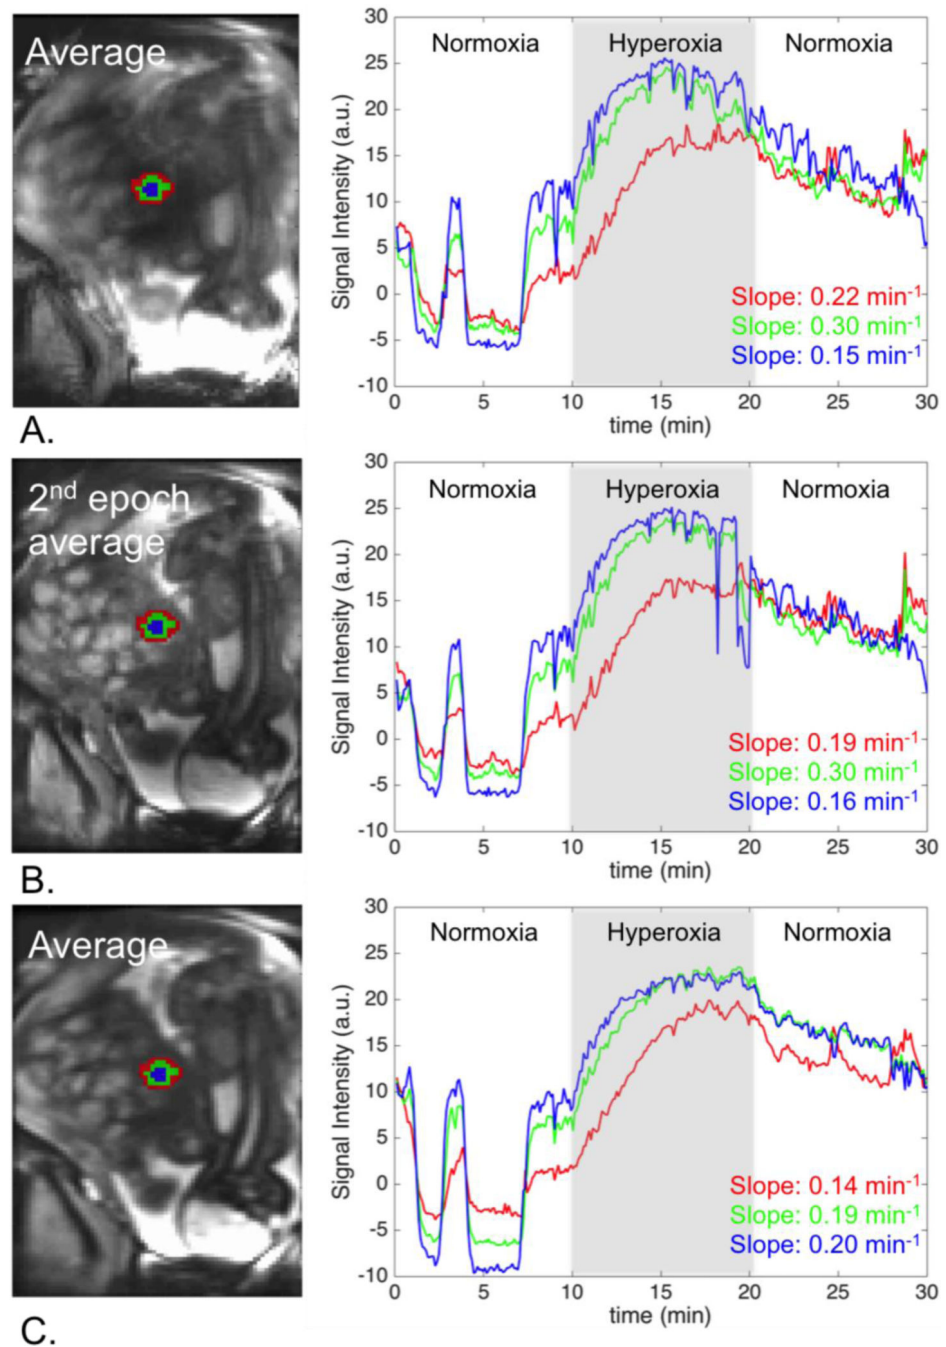 Average
A.
30
25
20
15
10
5
0
-5
-10
Signal Intensity (a.u.)
Normoxia Hyperoxia Normoxia
Slope: 0.22 min⁻¹
Slope: 0.30 min⁻¹
Slope: 0.15 min⁻¹
0 5 10 15 20 25 30
time (min)
2nd epoch
average
B.
30
25
20
15
10
5
0
-5
-10
Signal Intensity (a.u.)
Normoxia Hyperoxia Normoxia
Slope: 0.19 min⁻¹
Slope: 0.30 min⁻¹
Slope: 0.16 min⁻¹
0 5 10 15 20 25 30
time (min)
Average
C.
30
25
20
15
10
5
0
-5
-10
Signal Intensity (a.u.)
Normoxia Hyperoxia Normoxia
Slope: 0.14 min⁻¹
Slope: 0.19 min⁻¹
Slope: 0.20 min⁻¹
0 5 10 15 20 25 30
time (min)